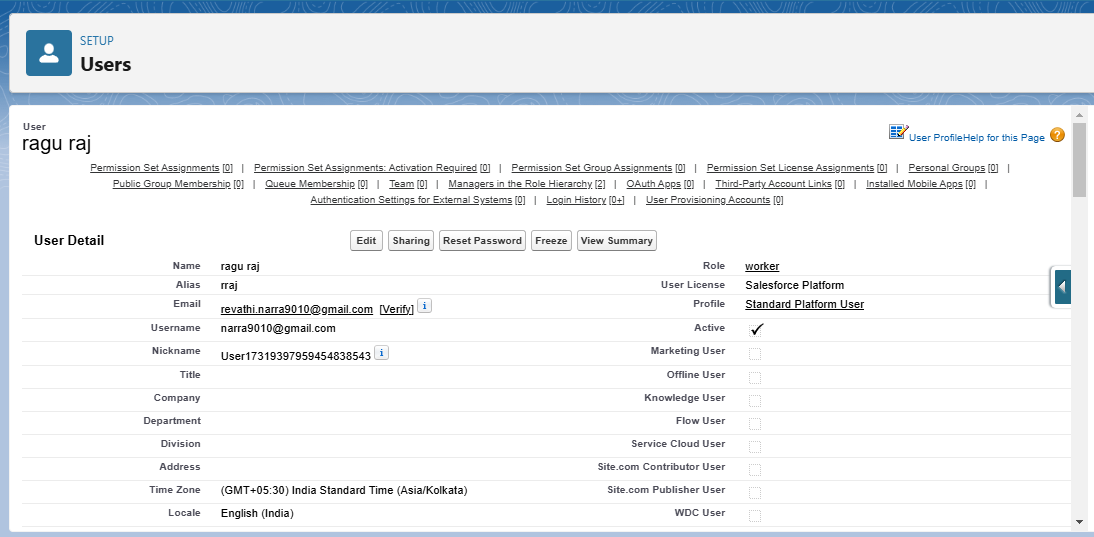 SETUP
Users
User
ragu raj
User ProfileHelp for this Page ?
Permission Set Assignments [0] | Permission Set Assignments: Activation Required [0] | Permission Set Group Assignments [0] | Permission Set License Assignments [0] | Personal Groups [0] |
Public Group Membership [0] | Queue Membership [0] | Team [0] | Managers in the Role Hierarchy [2] | OAuth Apps [0] | Third-Party Account Links [0] | Installed Mobile Apps [0] |
Authentication Settings for External Systems [0] | Login History [0+] | User Provisioning Accounts [0]
User Detail Edit Sharing Reset Password Freeze View Summary
Name ragu raj Role worker
Alias rraj User License Salesforce Platform
Email revathi.narra9010@gmail.com [Verify] i Profile Standard Platform User
Username narra9010@gmail.com Active
Nickname User17319397959454838543 i Marketing User
Title Offline User
Company Knowledge User
Department Flow User
Division Service Cloud User
Address Site.com Contributor User
Time Zone (GMT+05:30) India Standard Time (Asia/Kolkata) Site.com Publisher User
Locale English (India) WDC User